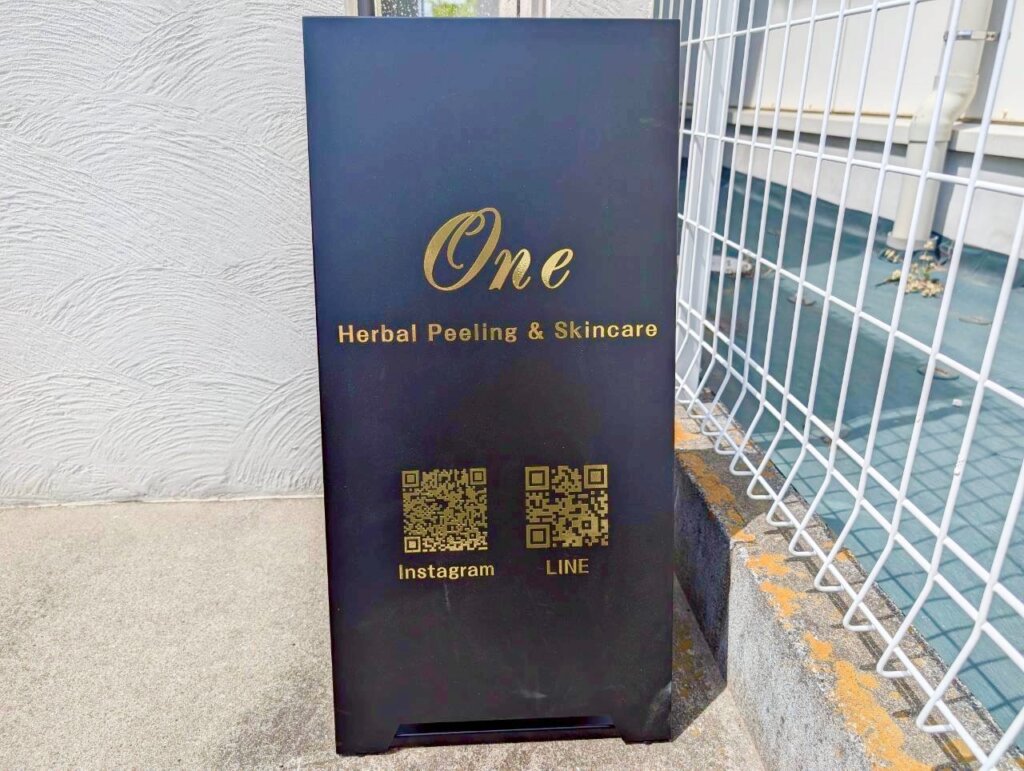 One
Herbal Peeling & Skincare
Instagram
LINE